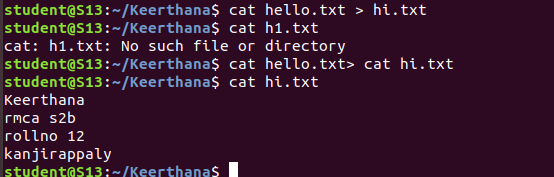 student@S13:~/Keerthana$ cat hello.txt > hi.txt
student@S13:~/Keerthana$ cat h1.txt
cat: h1.txt: No such file or directory
student@S13:~/Keerthana$ cat hello.txt> cat hi.txt
student@S13:~/Keerthana$ cat hi.txt
Keerthana
rmca s2b
rollno 12
kanjirappaly
student@S13:~/Keerthana$